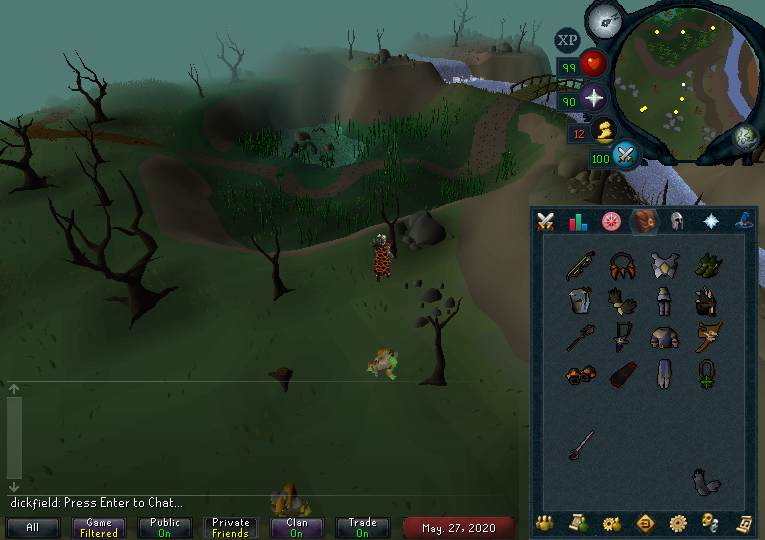 XP
99
90
12
100
dickfield: Press Enter to Chat...
All
Game
Filtered
Public
On
Private
Friends
Clan
On
Trade
On
May. 27, 2020